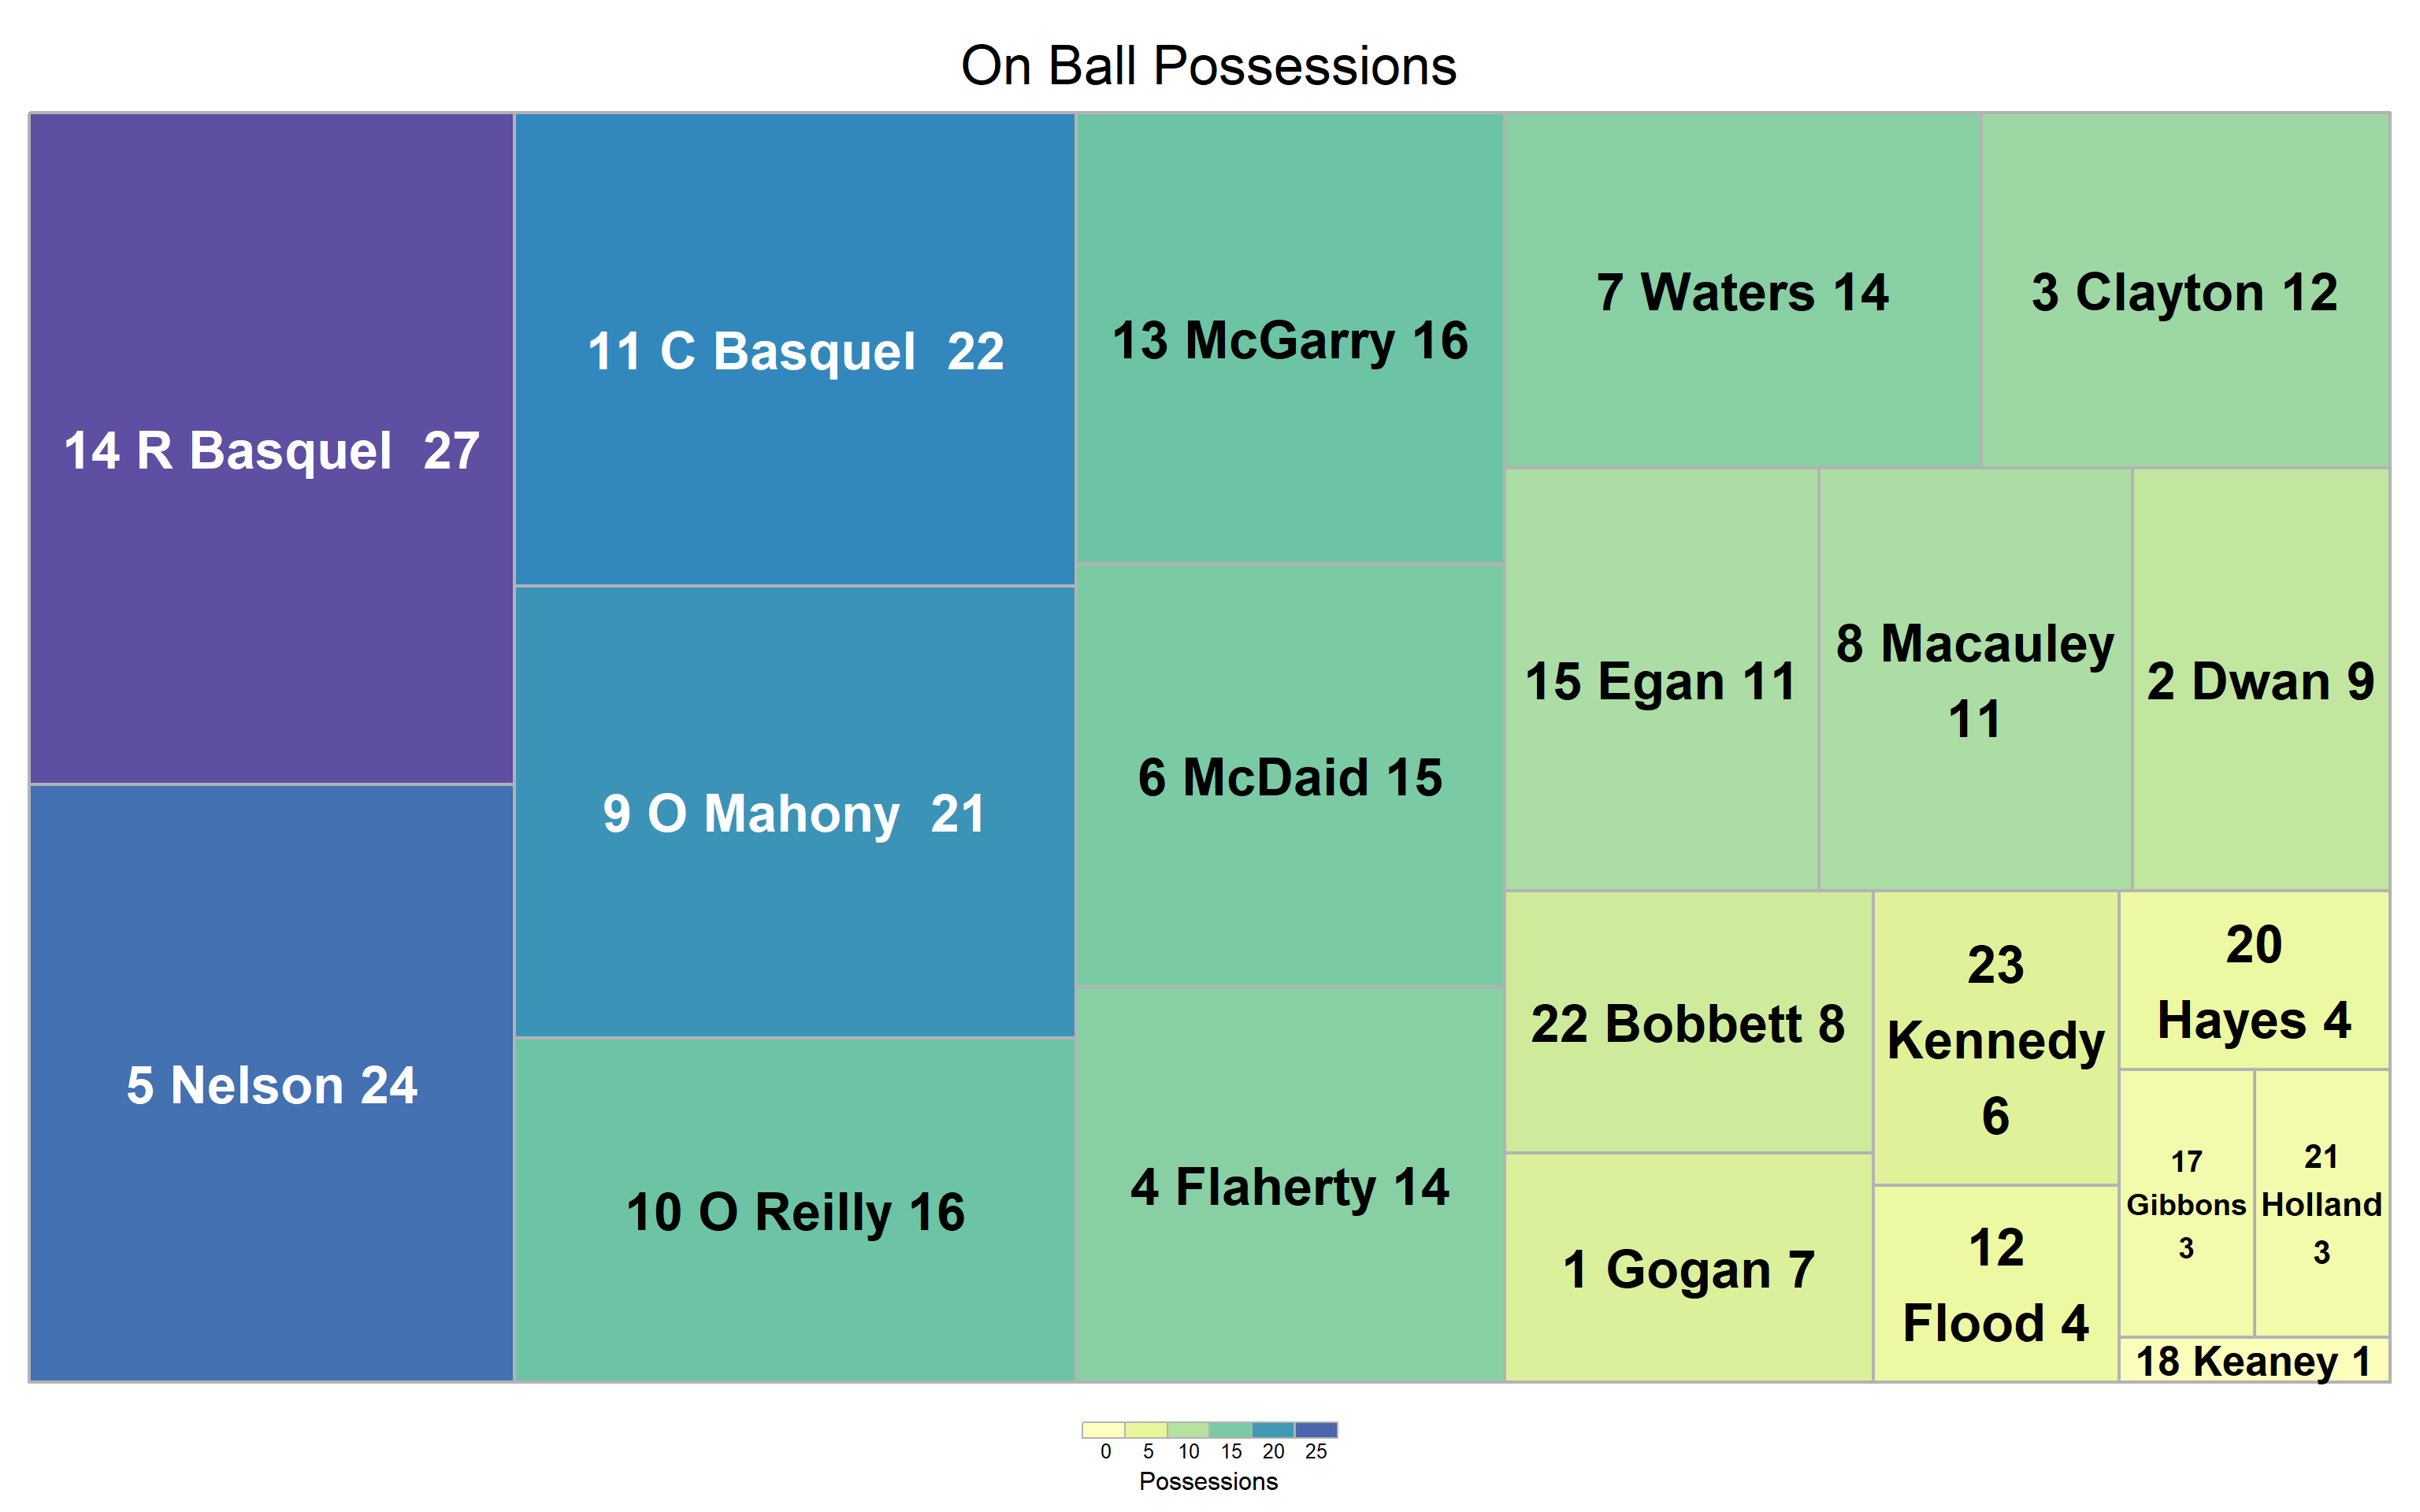 On Ball Possessions
14 R Basquel  27
5 Nelson 24
11 C Basquel  22
9 O Mahony  21
10 O Reilly 16
13 McGarry 16
6 McDaid 15
4 Flaherty 14
7 Waters 14
3 Clayton 12
15 Egan 11
8 Macauley
11
2 Dwan 9
22 Bobbett 8
1 Gogan 7
23
Kennedy
6
12
Flood 4
20
Hayes 4
17
Gibbons
3
21
Holland
3
18 Keaney 1
0 5 10 15 20 25
Possessions